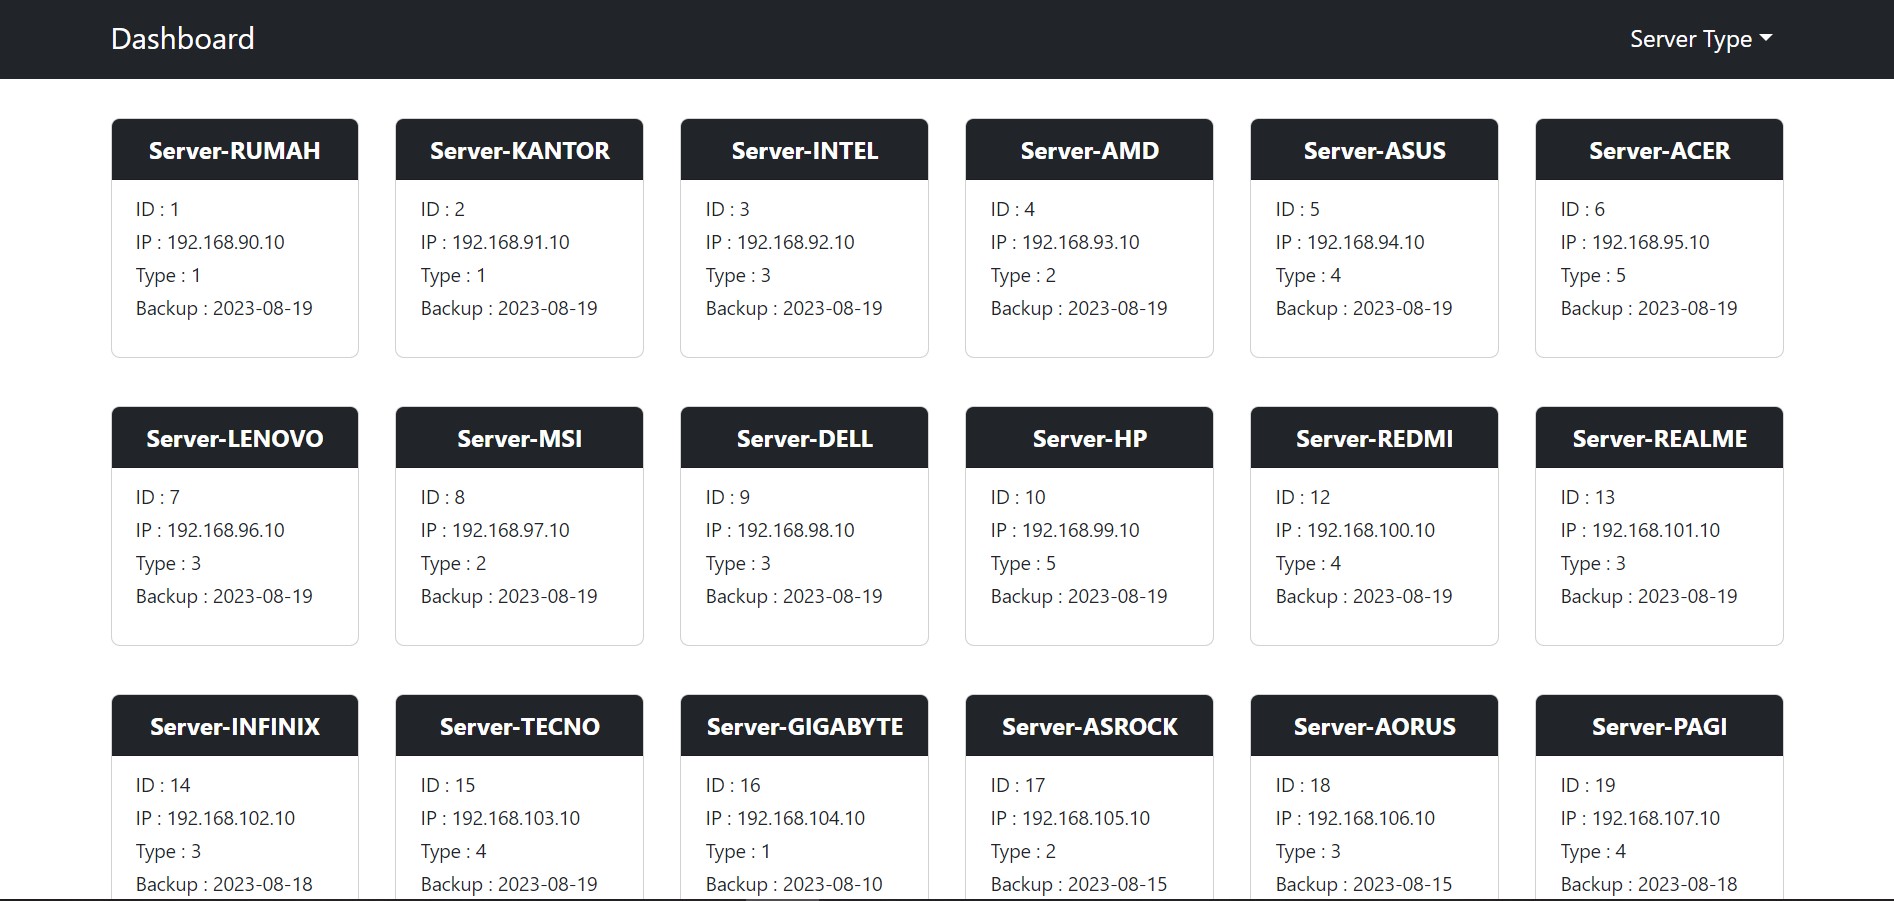 Dashboard
Server Type
Server-RUMAH
ID : 1
IP : 192.168.90.10
Type : 1
Backup : 2023-08-19
Server-KANTOR
ID : 2
IP : 192.168.91.10
Type : 1
Backup : 2023-08-19
Server-INTEL
ID : 3
IP : 192.168.92.10
Type : 3
Backup : 2023-08-19
Server-AMD
ID : 4
IP : 192.168.93.10
Type : 2
Backup : 2023-08-19
Server-ASUS
ID : 5
IP : 192.168.94.10
Type : 4
Backup : 2023-08-19
Server-ACER
ID : 6
IP : 192.168.95.10
Type : 5
Backup : 2023-08-19
Server-LENOVO
ID : 7
IP : 192.168.96.10
Type : 3
Backup : 2023-08-19
Server-MSI
ID : 8
IP : 192.168.97.10
Type : 2
Backup : 2023-08-19
Server-DELL
ID : 9
IP : 192.168.98.10
Type : 3
Backup : 2023-08-19
Server-HP
ID : 10
IP : 192.168.99.10
Type : 5
Backup : 2023-08-19
Server-REDMI
ID : 12
IP : 192.168.100.10
Type : 4
Backup : 2023-08-19
Server-REALME
ID : 13
IP : 192.168.101.10
Type : 3
Backup : 2023-08-19
Server-INFINIX
ID : 14
IP : 192.168.102.10
Type : 3
Backup : 2023-08-18
Server-TECNO
ID : 15
IP : 192.168.103.10
Type : 4
Backup : 2023-08-19
Server-GIGABYTE
ID : 16
IP : 192.168.104.10
Type : 1
Backup : 2023-08-10
Server-ASROCK
ID : 17
IP : 192.168.105.10
Type : 2
Backup : 2023-08-15
Server-AORUS
ID : 18
IP : 192.168.106.10
Type : 3
Backup : 2023-08-15
Server-PAGI
ID : 19
IP : 192.168.107.10
Type : 4
Backup : 2023-08-18